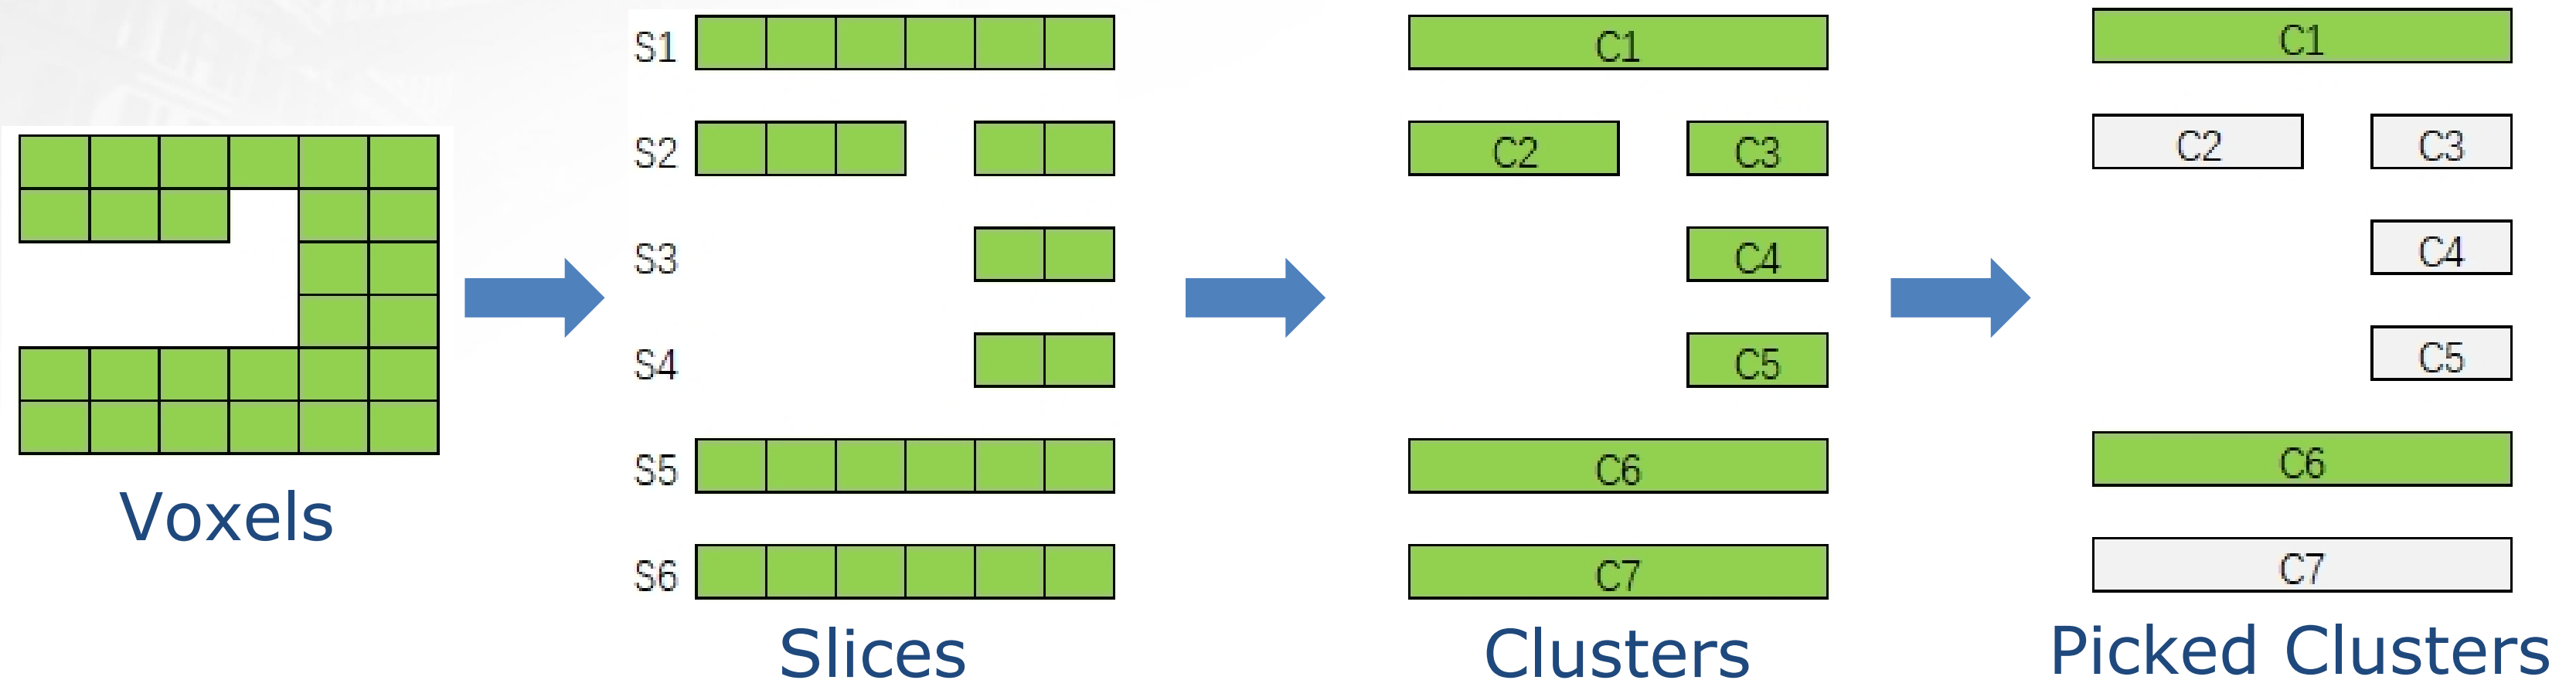 Voxels
S1
S2
S3
S4
S5
S6
Slices
C1
C2 C3
C4
C5
C6
C7
Clusters
C1
C2 C3
C4
C5
C6
C7
Picked Clusters